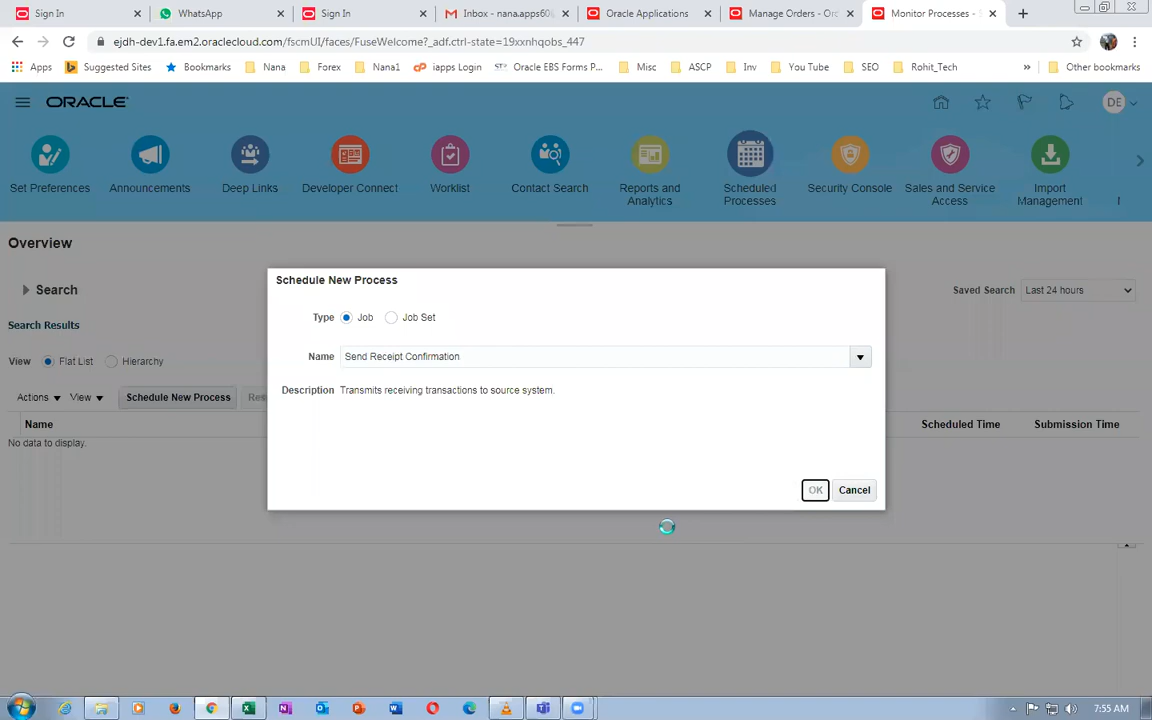 Sign In
WhatsApp
Sign In
Inbox - nana.apps60
Oracle Applications
Manage Orders - Or
Monitor Processes -
ejdh-dev1.fa.em2.oraclecloud.com/fscmUI/faces/FuseWelcome?_adf.ctrl-state=19xxnhqobs_447
Apps
Suggested Sites
Bookmarks
Nana
Forex
Nana1
iapps Login
Oracle EBS Forms P...
Misc
ASCP
Inv
You Tube
SEO
Rohit_Tech
»
Other bookmarks
ORACLE
DE
Set Preferences
Announcements
Deep Links
Developer Connect
Worklist
Contact Search
Reports and
Analytics
Scheduled
Processes
Security Console
Sales and Service
Access
Import
Management
Overview
Search
Saved Search
Last 24 hours
Search Results
View
Flat List
Hierarchy
Actions
View
Schedule New Process
Name
Scheduled Time
Submission Time
No data to display.
Schedule New Process
Type
Job
Job Set
Name
Send Receipt Confirmation
Description
Transmits receiving transactions to source system.
OK
Cancel
7:55 AM